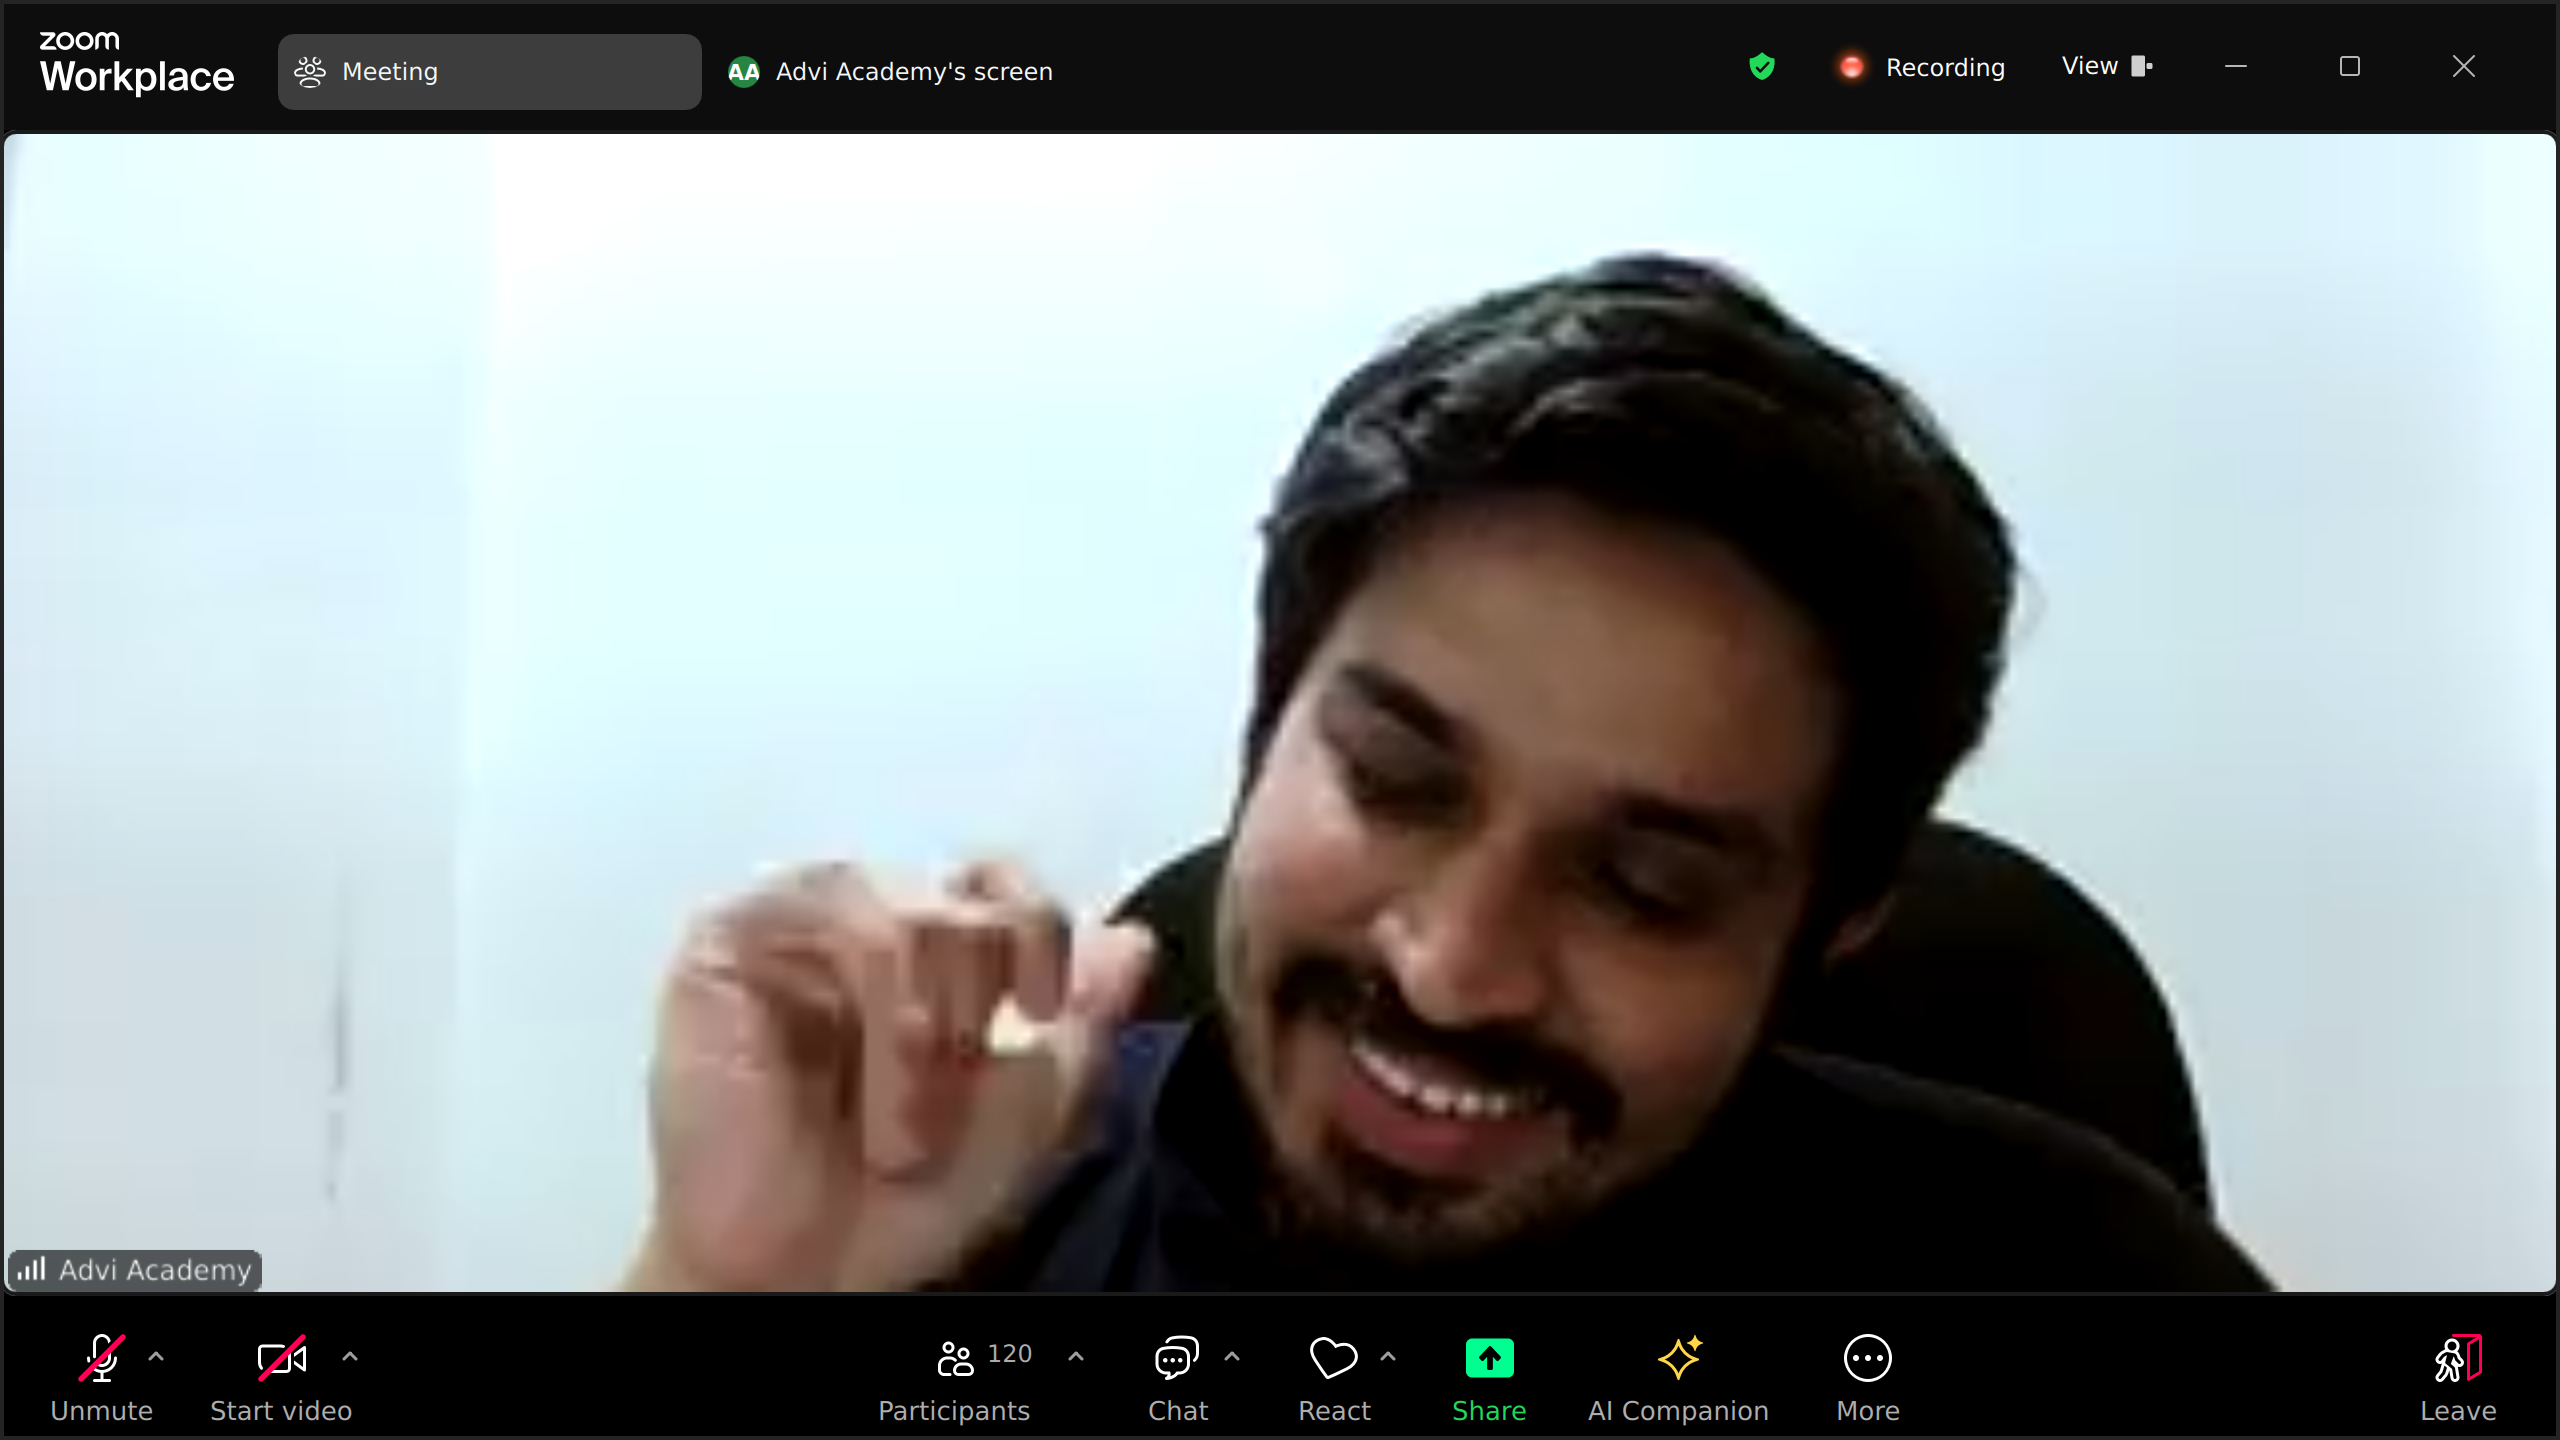 zoom
Workplace
Meeting
AA Advi Academy's screen
Recording
View
Advi Academy
120
Unmute
Start video
Participants
Chat
React
Share
AI Companion
More
Leave